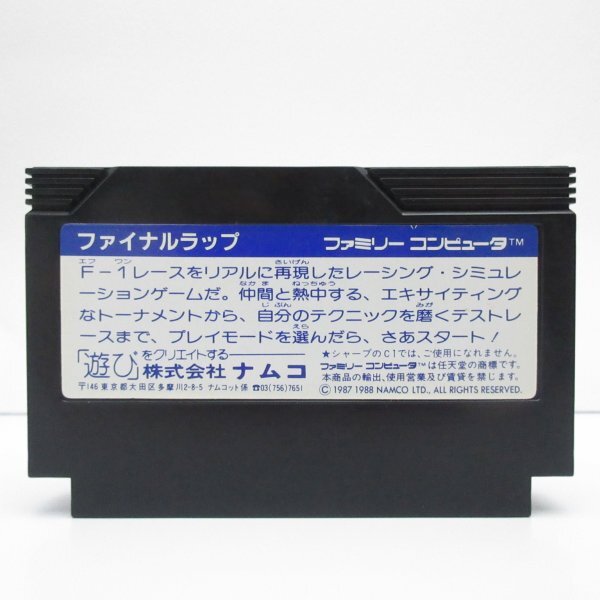 ファイナルラップ ファミリー コンピュータ™
エフ ワン さいげん
F-1レースをリアルに再現したレーシング・シミュレ
なかま ねっちゅう
ーションゲームだ。仲間と熱中する、エキサイティング
じぶん みが
なトーナメントから、自分のテクニックを磨くテストレ
えら
ースまで、プレイモードを選んだら、さあスタート!
「遊び」をクリエイトする
株式会社 ナムコ
〒146 東京都大田区多摩川2-8-5 ナムコット係 ☎03(756)7651
★シャープのC1では、ご使用になれません。
ファミリー コンピュータ™は任天堂の商標です。
本商品の輸出、使用営業及び賃貸を禁じます。
© 1987 1988 NAMCO LTD., ALL RIGHTS RESERVED.